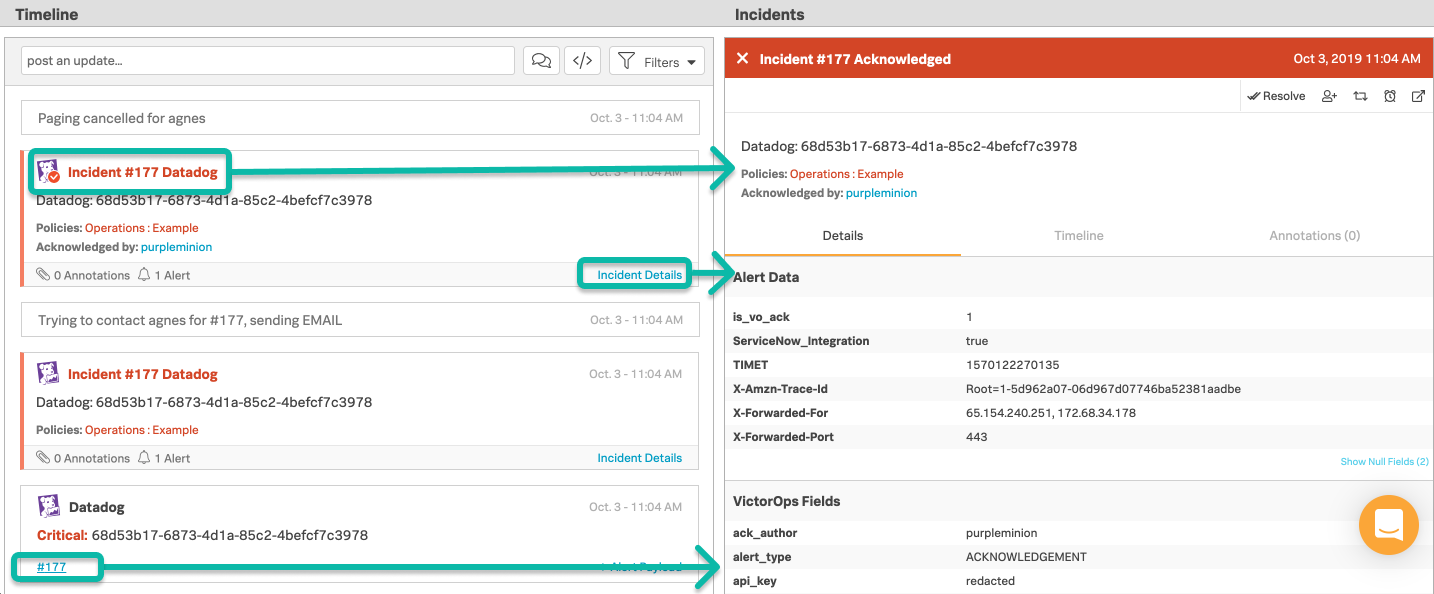 Timeline
post an update...
</>
Filters
Paging cancelled for agnes
Oct. 3 - 11:04 AM
Incident #177 Datadog
Oct. 3 - 11:04 AM
Datadog: 68d53b17-6873-4d1a-85c2-4befcf7c3978
Policies: Operations : Example
Acknowledged by: purpleminion
0 Annotations 1 Alert
Incident Details
Trying to contact agnes for #177, sending EMAIL
Oct. 3 - 11:04 AM
Incident #177 Datadog
Oct. 3 - 11:04 AM
Datadog: 68d53b17-6873-4d1a-85c2-4befcf7c3978
Policies: Operations : Example
0 Annotations 1 Alert
Incident Details
Datadog
Oct. 3 - 11:04 AM
Critical: 68d53b17-6873-4d1a-85c2-4befcf7c3978
#177
Alert Payload
Incidents
Incident #177 Acknowledged
Oct 3, 2019 11:04 AM
Resolve
Datadog: 68d53b17-6873-4d1a-85c2-4befcf7c3978
Policies: Operations : Example
Acknowledged by: purpleminion
Details Timeline Annotations (0)
Alert Data
is_vo_ack 1
ServiceNow_Integration true
TIMET 1570122270135
X-Amzn-Trace-Id Root=1-5d962a07-06d967d07746ba52381aadbe
X-Forwarded-For 65.154.240.251, 172.68.34.178
X-Forwarded-Port 443
Show Null Fields (2)
VictorOps Fields
ack_author purpleminion
alert_type ACKNOWLEDGEMENT
api_key redacted